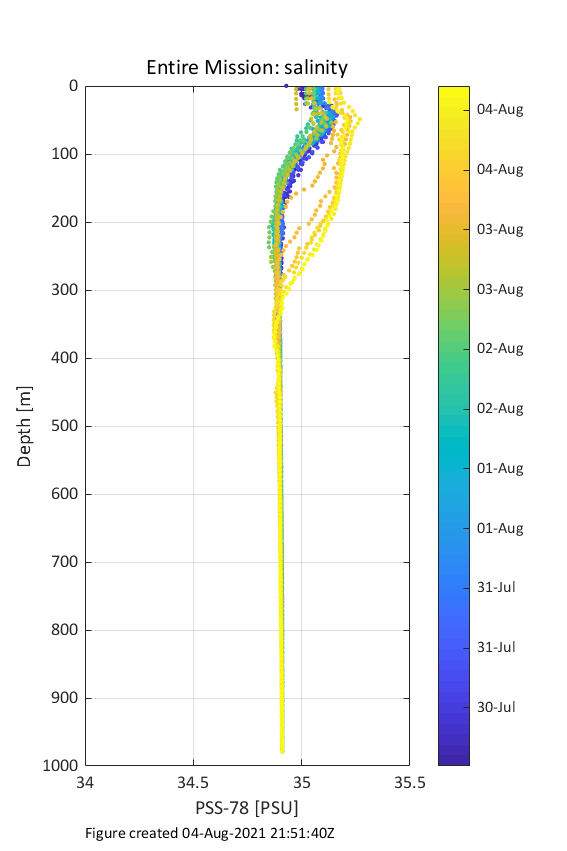 Entire Mission: salinity
0
100
200
300
400
500
600
700
800
900
1000
Depth [m]
34
34.5
35
35.5
PSS-78 [PSU]
04-Aug
04-Aug
03-Aug
03-Aug
02-Aug
02-Aug
01-Aug
01-Aug
31-Jul
31-Jul
30-Jul
Figure created 04-Aug-2021 21:51:40Z